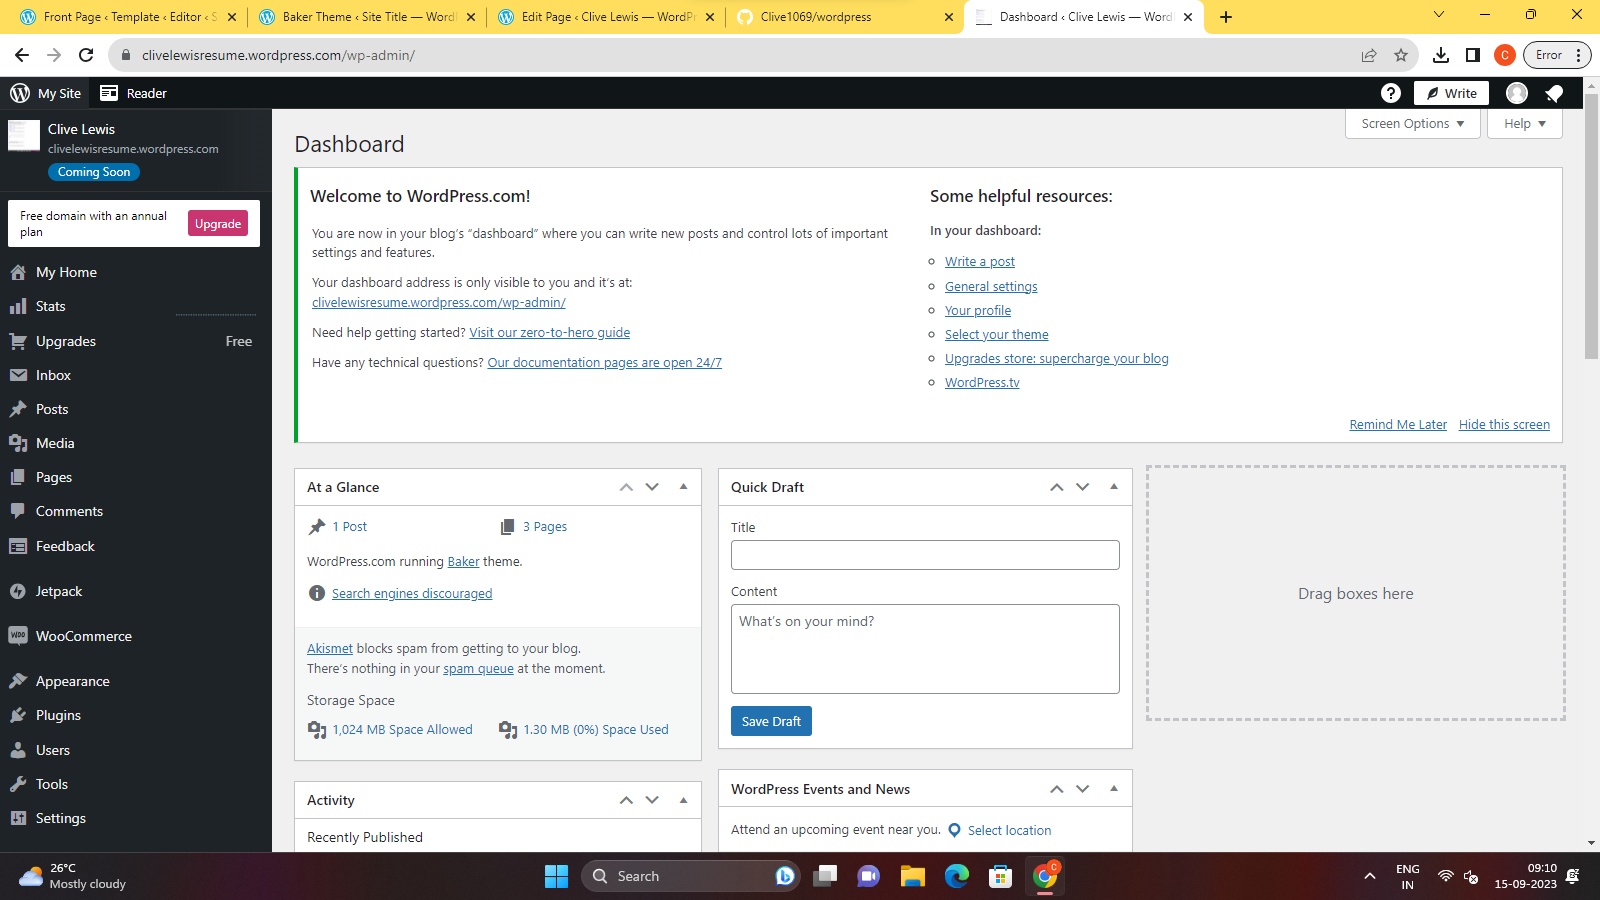 Front Page ‹ Template ‹ Editor ‹ S
Baker Theme ‹ Site Title — Word
Edit Page ‹ Clive Lewis — WordPr
Clive1069/wordpress
Dashboard ‹ Clive Lewis — Word
clivelewisresume.wordpress.com/wp-admin/
C
Error
My Site
Reader
Write
Clive Lewis
clivelewisresume.wordpress.com
Coming Soon
Free domain with an annual
plan
Upgrade
My Home
Stats
Upgrades
Free
Inbox
Posts
Media
Pages
Comments
Feedback
Jetpack
WooCommerce
Appearance
Plugins
Users
Tools
Settings
Screen Options
Help
Dashboard
Welcome to WordPress.com!
You are now in your blog's “dashboard” where you can write new posts and control lots of important
settings and features.
Your dashboard address is only visible to you and it's at:
clivelewisresume.wordpress.com/wp-admin/
Need help getting started? Visit our zero-to-hero guide
Have any technical questions? Our documentation pages are open 24/7
Some helpful resources:
In your dashboard:
Write a post
General settings
Your profile
Select your theme
Upgrades store: supercharge your blog
WordPress.tv
Remind Me Later
Hide this screen
At a Glance
1 Post
3 Pages
WordPress.com running Baker theme.
Search engines discouraged
Akismet blocks spam from getting to your blog.
There's nothing in your spam queue at the moment.
Storage Space
1,024 MB Space Allowed
1.30 MB (0%) Space Used
Activity
Recently Published
Quick Draft
Title
Content
What's on your mind?
Save Draft
WordPress Events and News
Attend an upcoming event near you.
Select location
Drag boxes here
26°C
Mostly cloudy
Search
ENG
IN
09:10
15-09-2023